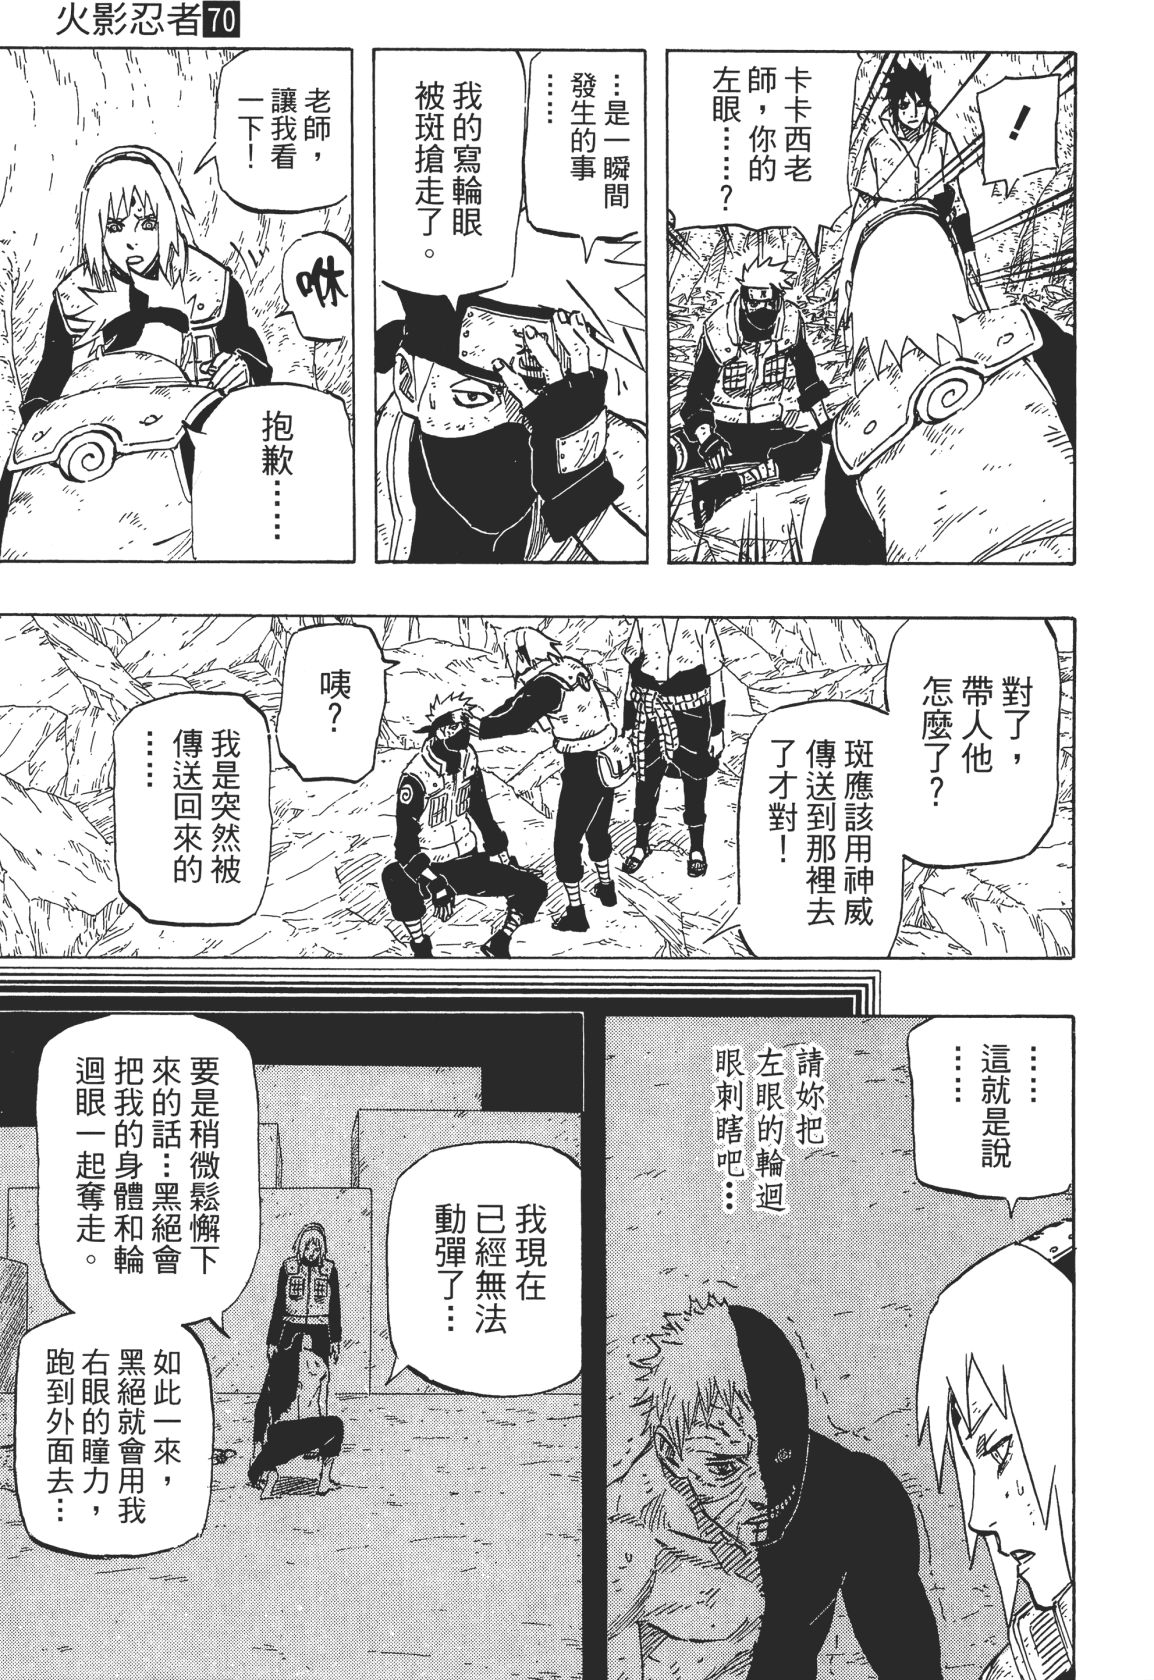 火影忍者70
！
卡卡西老
師，你的
左眼……？
…是一瞬間
發生的事
……
我的寫輪眼
被斑搶走了。
老師，
讓我看
一下！
咻
抱歉……
對了，
帶人他
怎麼了？
斑應該用神威
傳送到那裡去
了才對！
咦？
我是突然被
傳送回來的
……
……
這就是說
……
請妳把
左眼的輪迴
眼刺瞎吧…
我現在
已經無法
動彈了…
要是稍微鬆懈下
來的話…黑絕會
把我的身體和輪
迴眼一起奪走。
如此一來，
黑絕就會用我
右眼的瞳力，
跑到外面去…